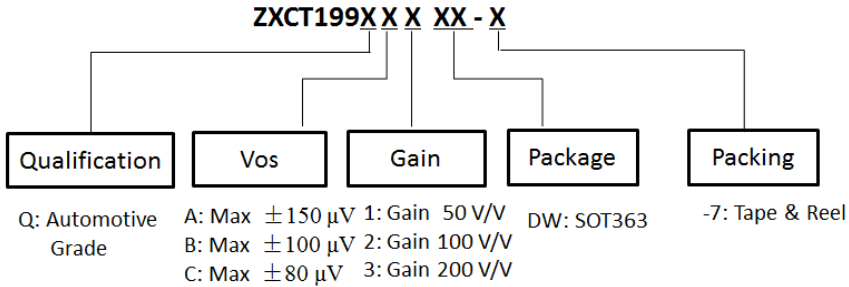 ZXCT199X X X XX - X
Qualification
Vos
Gain
Package
Packing
Q: Automotive
Grade
A: Max ±150 μV
B: Max ±100 μV
C: Max ±80 μV
1: Gain 50 V/V
2: Gain 100 V/V
3: Gain 200 V/V
DW: SOT363
-7: Tape & Reel